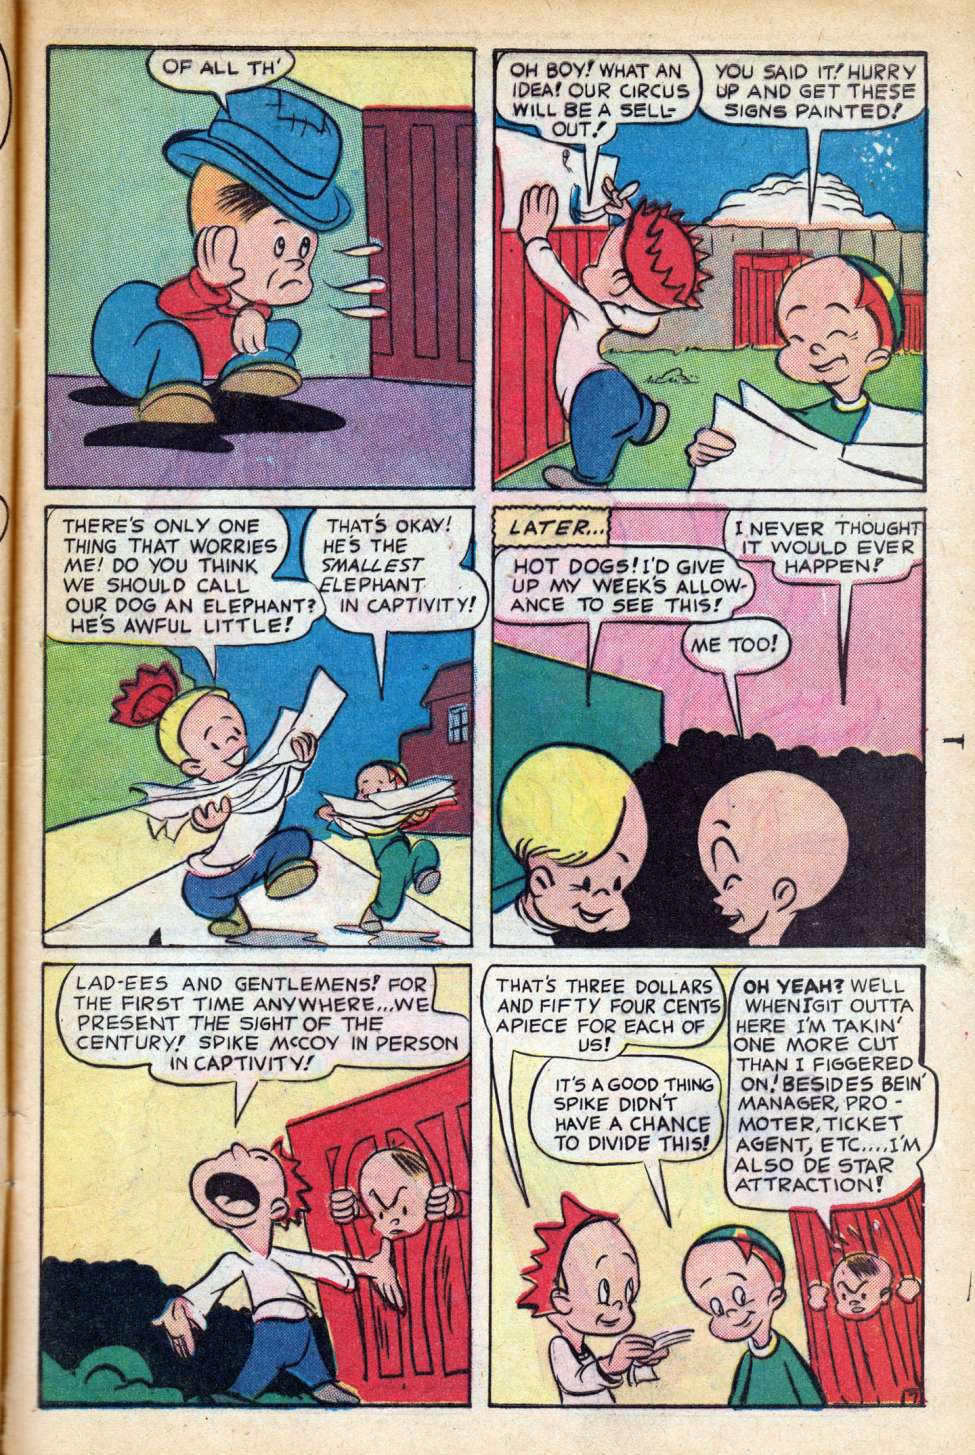 OF ALL TH'
OH BOY! WHAT AN
IDEA! OUR CIRCUS
WILL BE A SELL-
OUT!
YOU SAID IT! HURRY
UP AND GET THESE
SIGNS PAINTED!
THERE'S ONLY ONE
THING THAT WORRIES
ME! DO YOU THINK
WE SHOULD CALL
OUR DOG AN ELEPHANT?
HE'S AWFUL LITTLE!
THAT'S OKAY!
HE'S THE
SMALLEST
ELEPHANT
IN CAPTIVITY!
LATER...
HOT DOGS! I'D GIVE
UP MY WEEK'S ALLOW-
ANCE TO SEE THIS!
ME TOO!
I NEVER THOUGHT
IT WOULD EVER
HAPPEN!
LAD-EES AND GENTLEMENS! FOR
THE FIRST TIME ANYWHERE...WE
PRESENT THE SIGHT OF THE
CENTURY! SPIKE McCOY IN PERSON
IN CAPTIVITY!
THAT'S THREE DOLLARS
AND FIFTY FOUR CENTS
APIECE FOR EACH OF
US!
IT'S A GOOD THING
SPIKE DIDN'T
HAVE A CHANCE
TO DIVIDE THIS!
OH YEAH? WELL
WHEN I GIT OUTTA
HERE I'M TAKIN'
ONE MORE CUT
THAN I FIGGERED
ON! BESIDES BEIN'
MANAGER, PRO-
MOTER, TICKET
AGENT, ETC....I'M
ALSO DE STAR
ATTRACTION!
7